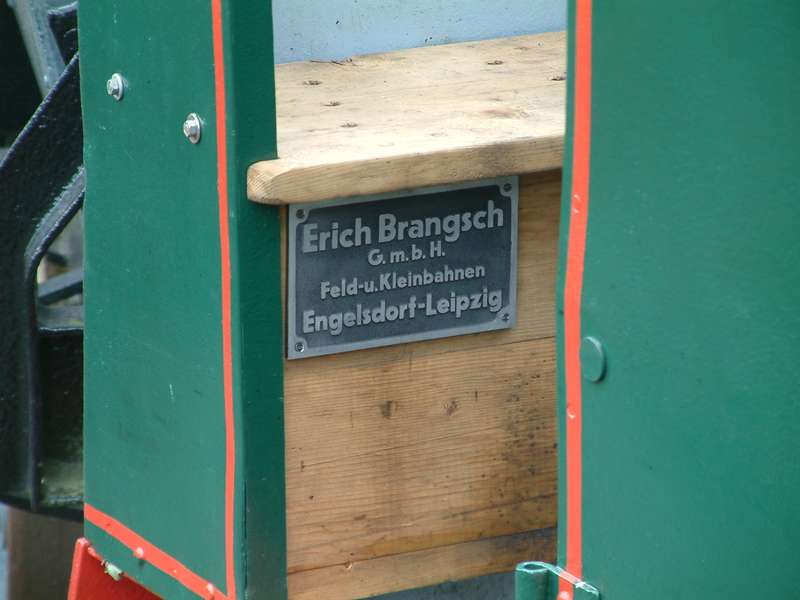 Erich Brangsch
G.m.b.H.
Feld-u.Kleinbahnen
Engelsdorf-Leipzig